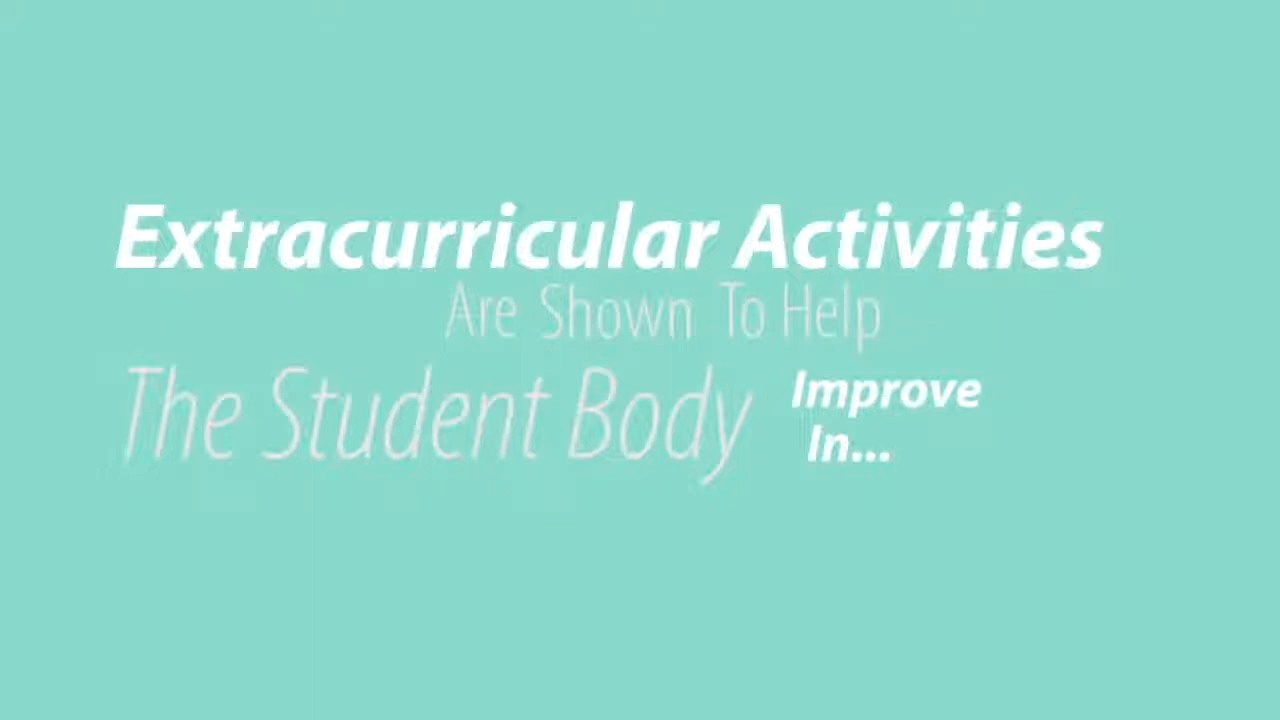 Extracurricular Activities
Are Shown To Help
The Student Body
Improve
In...